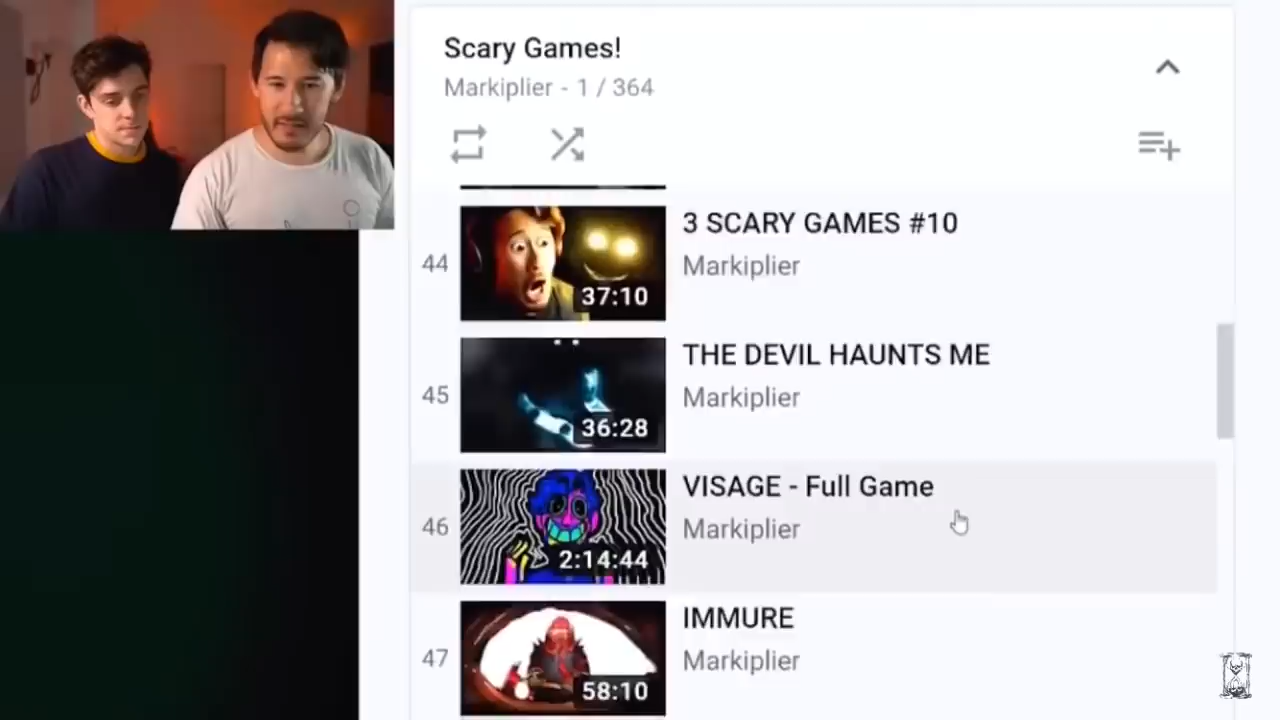 Scary Games!
Markiplier - 1 / 364
44
37:10
3 SCARY GAMES #10
Markiplier
45
36:28
THE DEVIL HAUNTS ME
Markiplier
46
2:14:44
VISAGE - Full Game
Markiplier
47
58:10
IMMURE
Markiplier